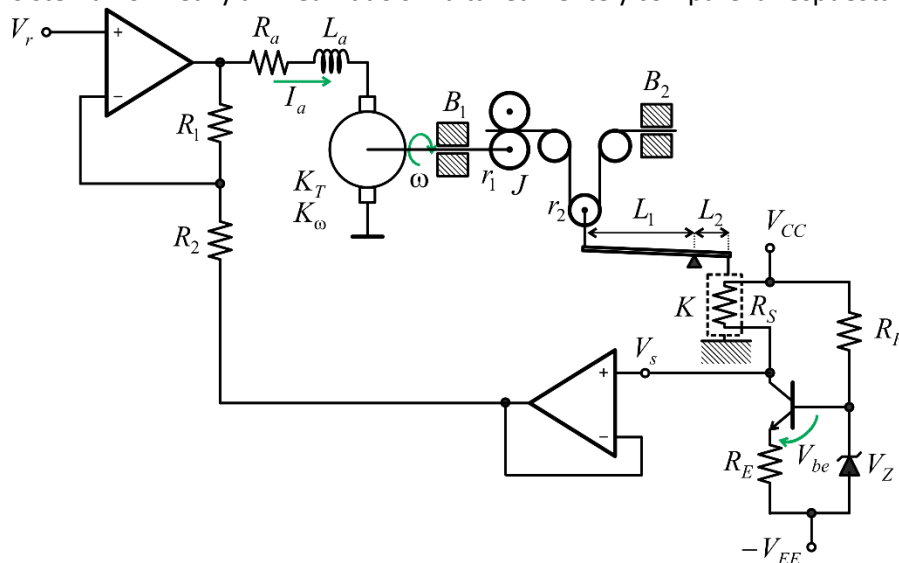 V_r
+
−
R_a
L_a
I_a
R_1
R_2
K_T
K_ω
ω
B_1
r_1
J
B_2
r_2
L_1
L_2
V_CC
K
R_S
V_s
+
−
R_E
V_be
V_Z
−V_EE